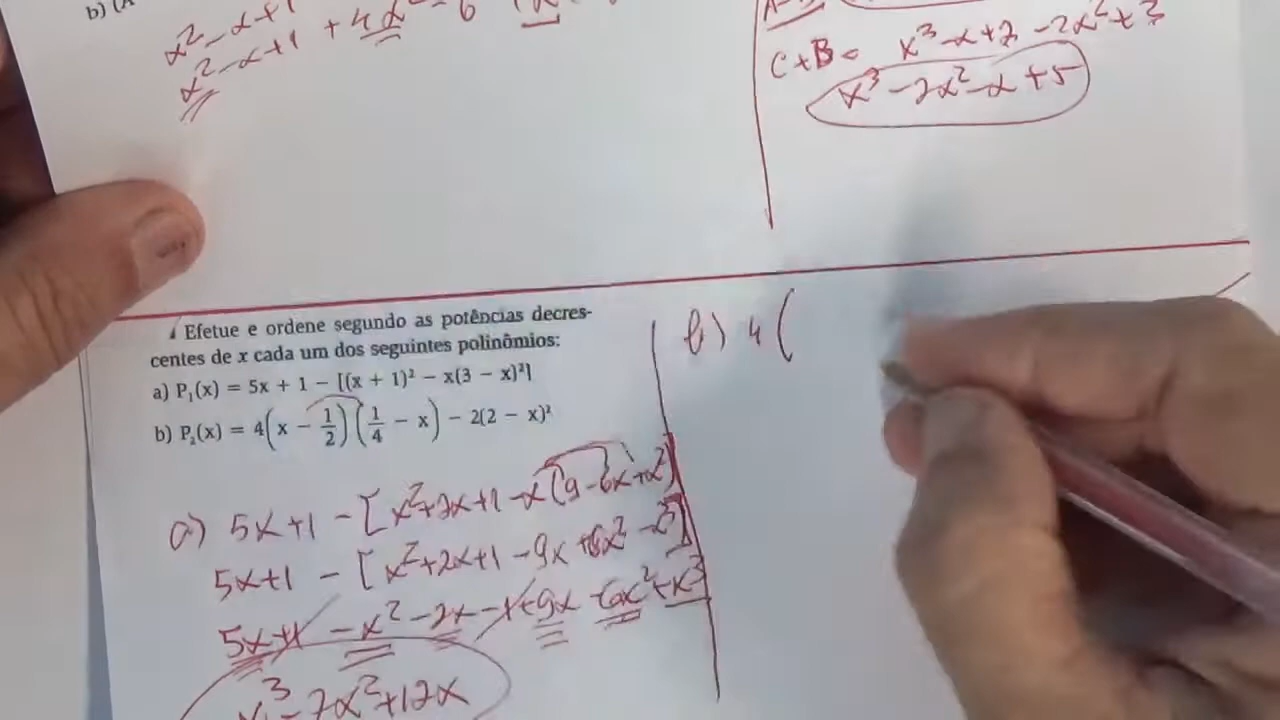 b) (A
x² - x + 1 + 4x² - 6
x² - x + 1
C + B = x³ - x + 2 - 2x² + 3
x³ - 2x² - x + 5
Efetue e ordene segundo as potências decres-
centes de x cada um dos seguintes polinômios:
a) P₁(x) = 5x + 1 − [(x + 1)² − x(3 − x)²]
b) P₂(x) = 4(x − 1/2)(1/4 − x) − 2(2 − x)²
b) 4(
a) 5x+1 - [x²+2x+1 - x(9-6x+x²)]
5x+1 - [x²+2x+1 - 9x + 6x² - x³]
5x+1 - x² - 2x - 1 + 9x - 6x² + x³
x³ - 7x² + 12x